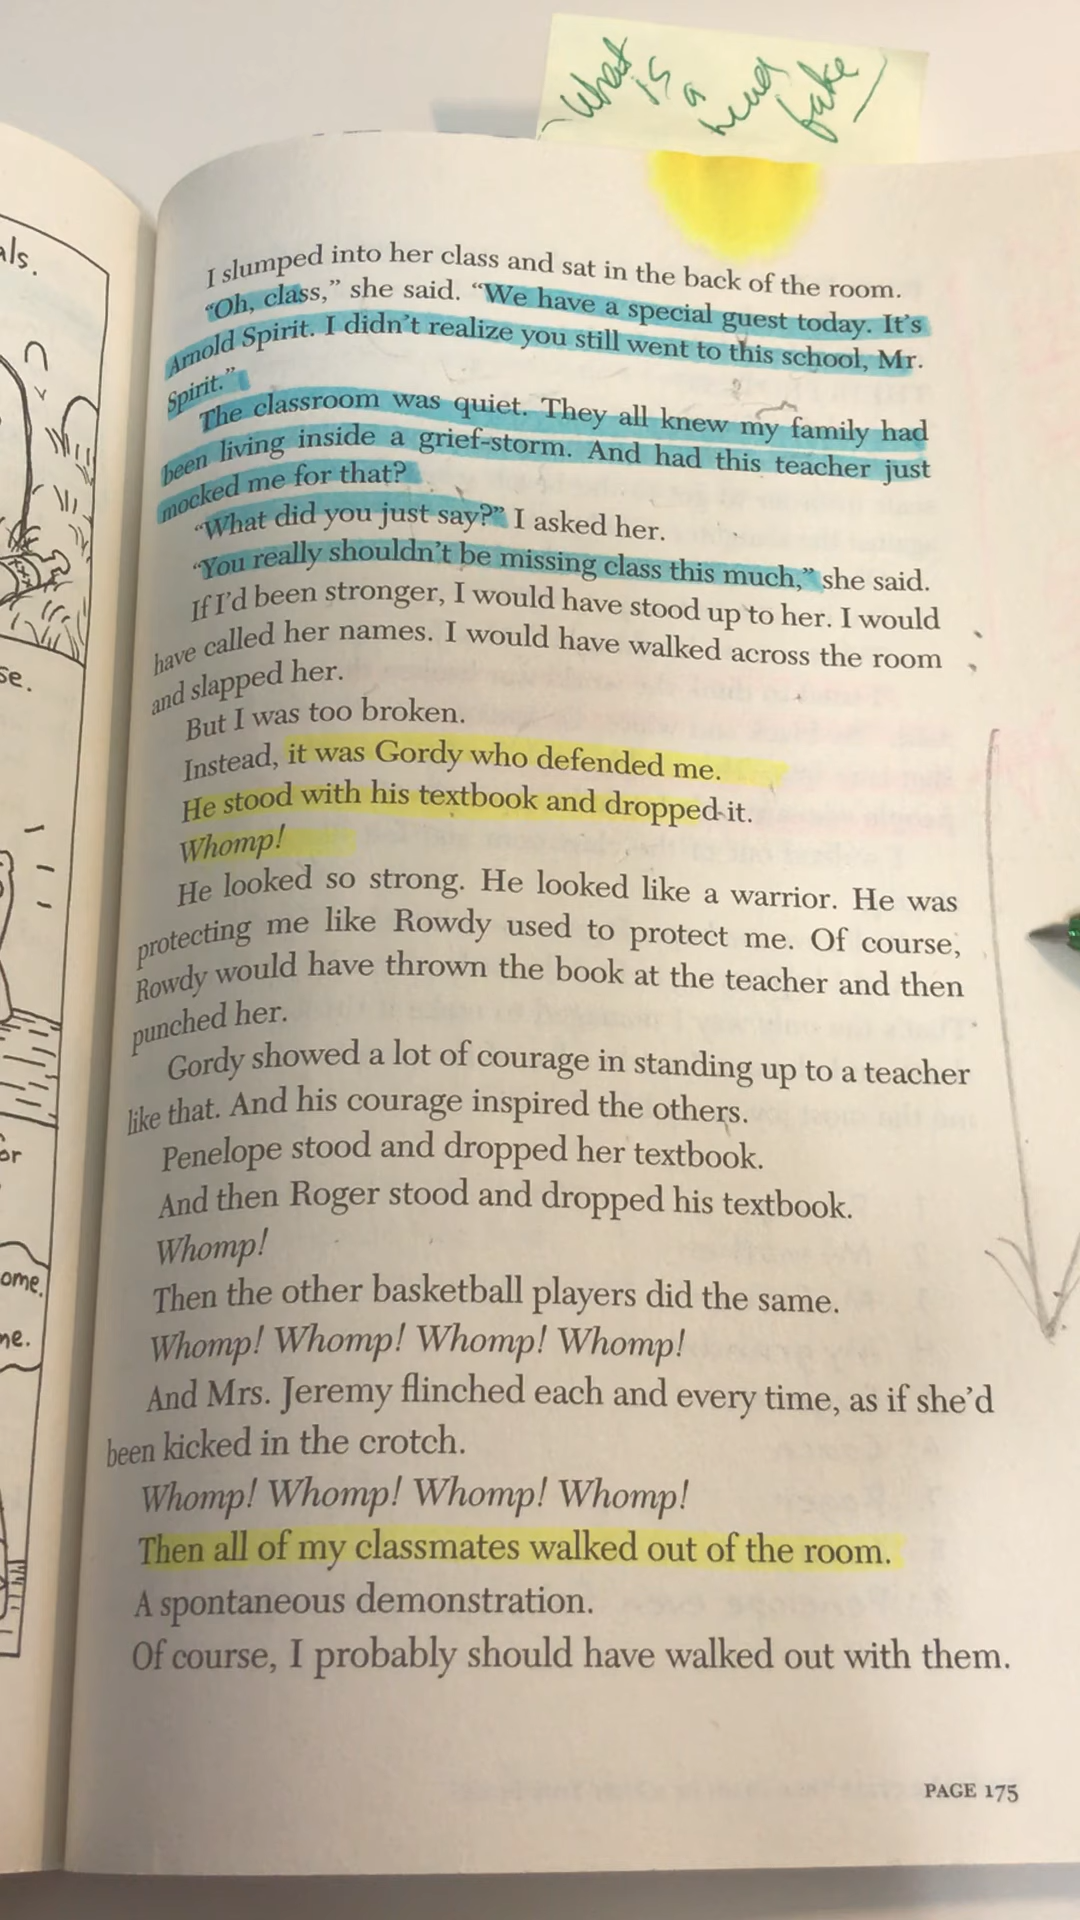 What is a head fake
als.
se.
or
ome.
ne.
I slumped into her class and sat in the back of the room.
“Oh, class,” she said. “We have a special guest today. It’s
Arnold Spirit. I didn’t realize you still went to this school, Mr.
Spirit.”
The classroom was quiet. They all knew my family had
been living inside a grief-storm. And had this teacher just
mocked me for that?
“What did you just say?” I asked her.
“You really shouldn’t be missing class this much,” she said.
If I’d been stronger, I would have stood up to her. I would
have called her names. I would have walked across the room
and slapped her.
But I was too broken.
Instead, it was Gordy who defended me.
He stood with his textbook and dropped it.
Whomp!
He looked so strong. He looked like a warrior. He was
protecting me like Rowdy used to protect me. Of course,
Rowdy would have thrown the book at the teacher and then
punched her.
Gordy showed a lot of courage in standing up to a teacher
like that. And his courage inspired the others.
Penelope stood and dropped her textbook.
And then Roger stood and dropped his textbook.
Whomp!
Then the other basketball players did the same.
Whomp! Whomp! Whomp! Whomp!
And Mrs. Jeremy flinched each and every time, as if she’d
been kicked in the crotch.
Whomp! Whomp! Whomp! Whomp!
Then all of my classmates walked out of the room.
A spontaneous demonstration.
Of course, I probably should have walked out with them.
PAGE 175